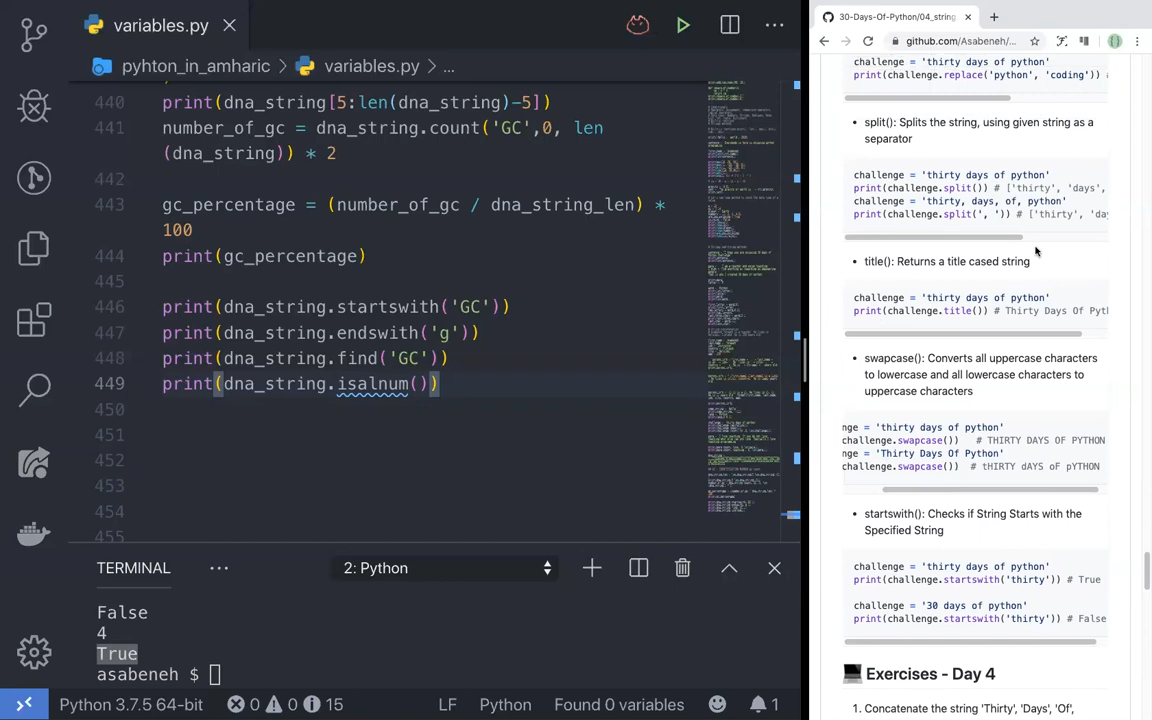 variables.py
pyhton_in_amharic > variables.py > ...
440 print(dna_string[5:len(dna_string)-5])
441 number_of_gc = dna_string.count('GC',0, len
(dna_string)) * 2
442
443 gc_percentage = (number_of_gc / dna_string_len) *
100
444 print(gc_percentage)
445
446 print(dna_string.startswith('GC'))
447 print(dna_string.endswith('g'))
448 print(dna_string.find('GC'))
449 print(dna_string.isalnum())
450
451
452
453
454
455
TERMINAL ... 2: Python
False
4
True
asabeneh $
Python 3.7.5 64-bit 0 0 15 LF Python Found 0 variables 1
30-Days-Of-Python/04_string
github.com/Asabeneh/...
challenge = 'thirty days of python'
print(challenge.replace('python', 'coding')) #
• split(): Splits the string, using given string as a
separator
challenge = 'thirty days of python'
print(challenge.split()) # ['thirty', 'days',
challenge = 'thirty, days, of, python'
print(challenge.split(', ')) # ['thirty', 'day
• title(): Returns a title cased string
challenge = 'thirty days of python'
print(challenge.title()) # Thirty Days Of Pyth
• swapcase(): Converts all uppercase characters
to lowercase and all lowercase characters to
uppercase characters
nge = 'thirty days of python'
challenge.swapcase()) # THIRTY DAYS OF PYTHON
nge = 'Thirty Days Of Python'
challenge.swapcase()) # tHIRTY dAYS oF pYTHON
• startswith(): Checks if String Starts with the
Specified String
challenge = 'thirty days of python'
print(challenge.startswith('thirty')) # True
challenge = '30 days of python'
print(challenge.startswith('thirty')) # False
Exercises - Day 4
1. Concatenate the string 'Thirty', 'Days', 'Of',